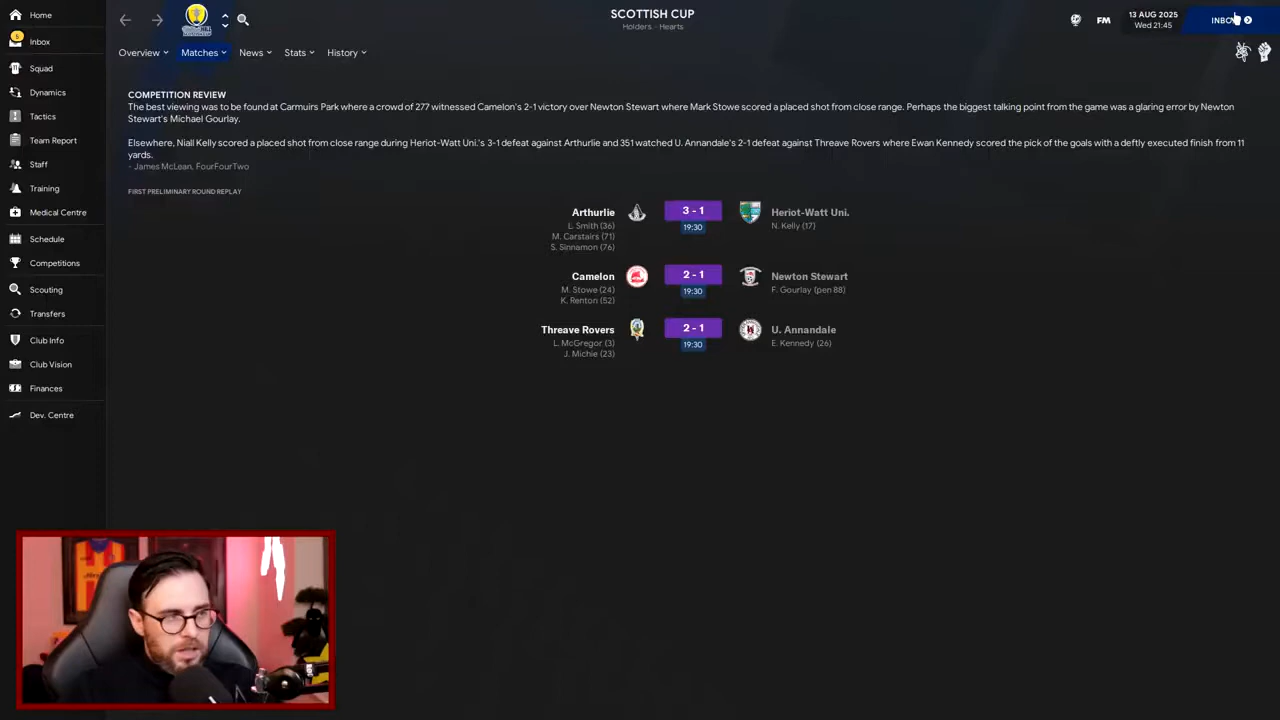 SCOTTISH CUP
Holders - Hearts
13 AUG 2025
Wed 21:45
FM
INBOX
Home
5
Inbox
Squad
Dynamics
Tactics
Team Report
Staff
Training
Medical Centre
Schedule
Competitions
Scouting
Transfers
Club Info
Club Vision
Finances
Dev. Centre
Overview
Matches
News
Stats
History
COMPETITION REVIEW
The best viewing was to be found at Carmuirs Park where a crowd of 277 witnessed Camelon's 2-1 victory over Newton Stewart where Mark Stowe scored a placed shot from close range. Perhaps the biggest talking point from the game was a glaring error by Newton
Stewart's Michael Gourlay.
Elsewhere, Niall Kelly scored a placed shot from close range during Heriot-Watt Uni.'s 3-1 defeat against Arthurlie and 351 watched U. Annandale's 2-1 defeat against Threave Rovers where Ewan Kennedy scored the pick of the goals with a deftly executed finish from 11
yards.
- James McLean, FourFourTwo
FIRST PRELIMINARY ROUND REPLAY
Arthurlie 3 - 1 Heriot-Watt Uni.
L. Smith (36) 19:30 N. Kelly (17)
M. Carstairs (71)
S. Sinnamon (76)
Camelon 2 - 1 Newton Stewart
M. Stowe (24) 19:30 F. Gourlay (pen 88)
K. Renton (52)
Threave Rovers 2 - 1 U. Annandale
L. McGregor (3) 19:30 E. Kennedy (26)
J. Michie (23)